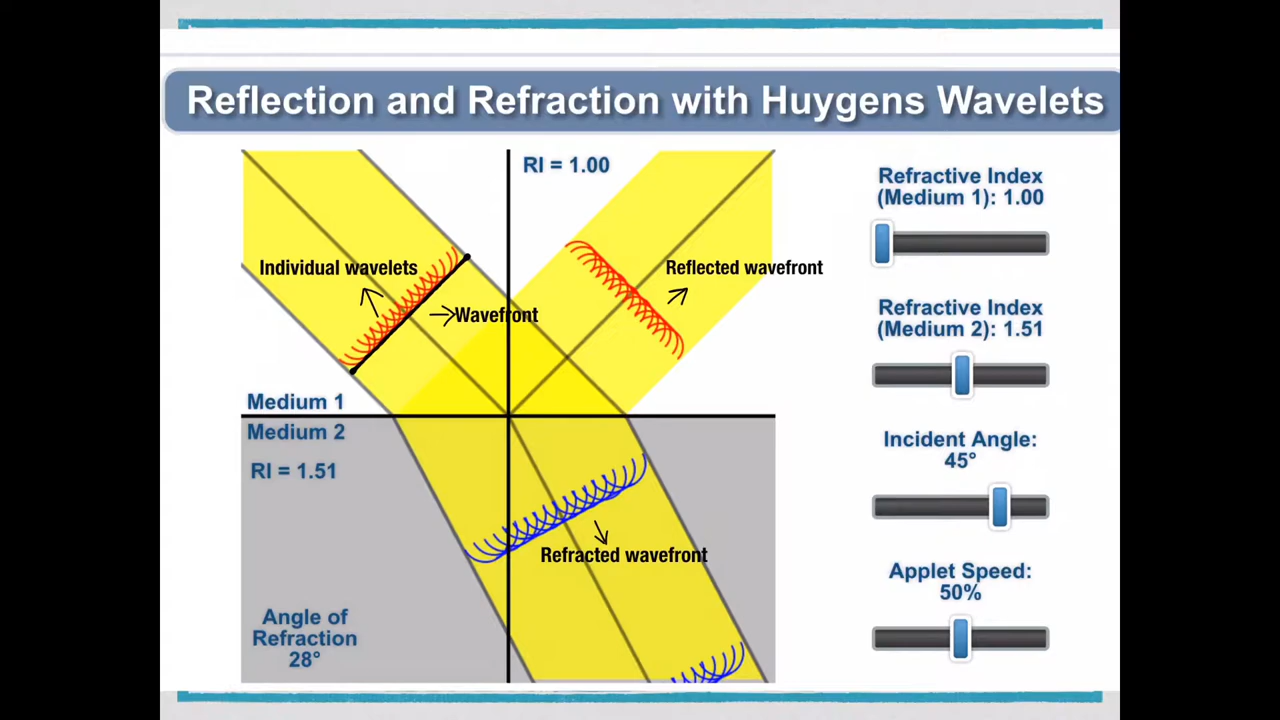 Reflection and Refraction with Huygens Wavelets
RI = 1.00
Individual wavelets
Wavefront
Reflected wavefront
Medium 1
Medium 2
RI = 1.51
Refracted wavefront
Angle of
Refraction
28°
Refractive Index
(Medium 1): 1.00
Refractive Index
(Medium 2): 1.51
Incident Angle:
45°
Applet Speed:
50%